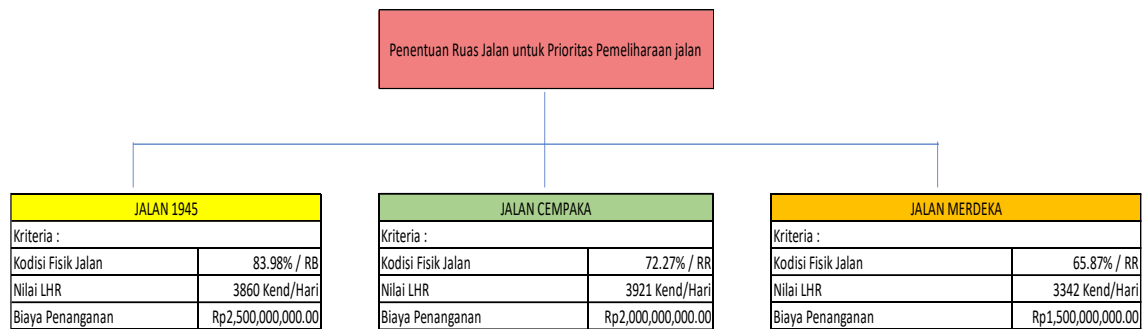 Penentuan Ruas Jalan untuk Prioritas Pemeliharaan jalan
JALAN 1945
Kriteria :
Kodisi Fisik Jalan 83.98% / RB
Nilai LHR 3860 Kend/Hari
Biaya Penanganan Rp2,500,000,000.00
JALAN CEMPAKA
Kriteria :
Kodisi Fisik Jalan 72.27% / RR
Nilai LHR 3921 Kend/Hari
Biaya Penanganan Rp2,000,000,000.00
JALAN MERDEKA
Kriteria :
Kodisi Fisik Jalan 65.87% / RR
Nilai LHR 3342 Kend/Hari
Biaya Penanganan Rp1,500,000,000.00